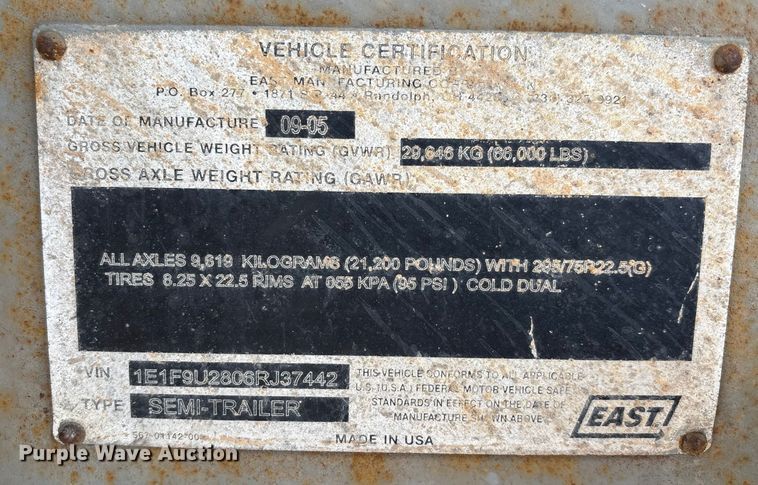 VEHICLE CERTIFICATION
MANUFACTURED
EAST MANUFACTURING
P.O. Box 277 • 1871 Randolph, OH
DATE OF MANUFACTURE 09-05
GROSS VEHICLE WEIGHT RATING (GVWR) 29,646 KG (66,000 LBS)
GROSS AXLE WEIGHT RATING (GAWR)
ALL AXLES 9,619 KILOGRAMS (21,200 POUNDS) WITH 295/75R22.5(G)
TIRES 8.25 X 22.5 RIMS AT 655 KPA (95 PSI) COLD DUAL
VIN 1E1F9U2806RJ37442
TYPE SEMI-TRAILER
THIS VEHICLE CONFORMS TO ALL APPLICABLE
U.S. (U.S.A.) FEDERAL MOTOR VEHICLE
STANDARDS IN EFFECT ON THE DATE OF
MANUFACTURE SHOWN ABOVE.
EAST
MADE IN USA
Purple Wave Auction